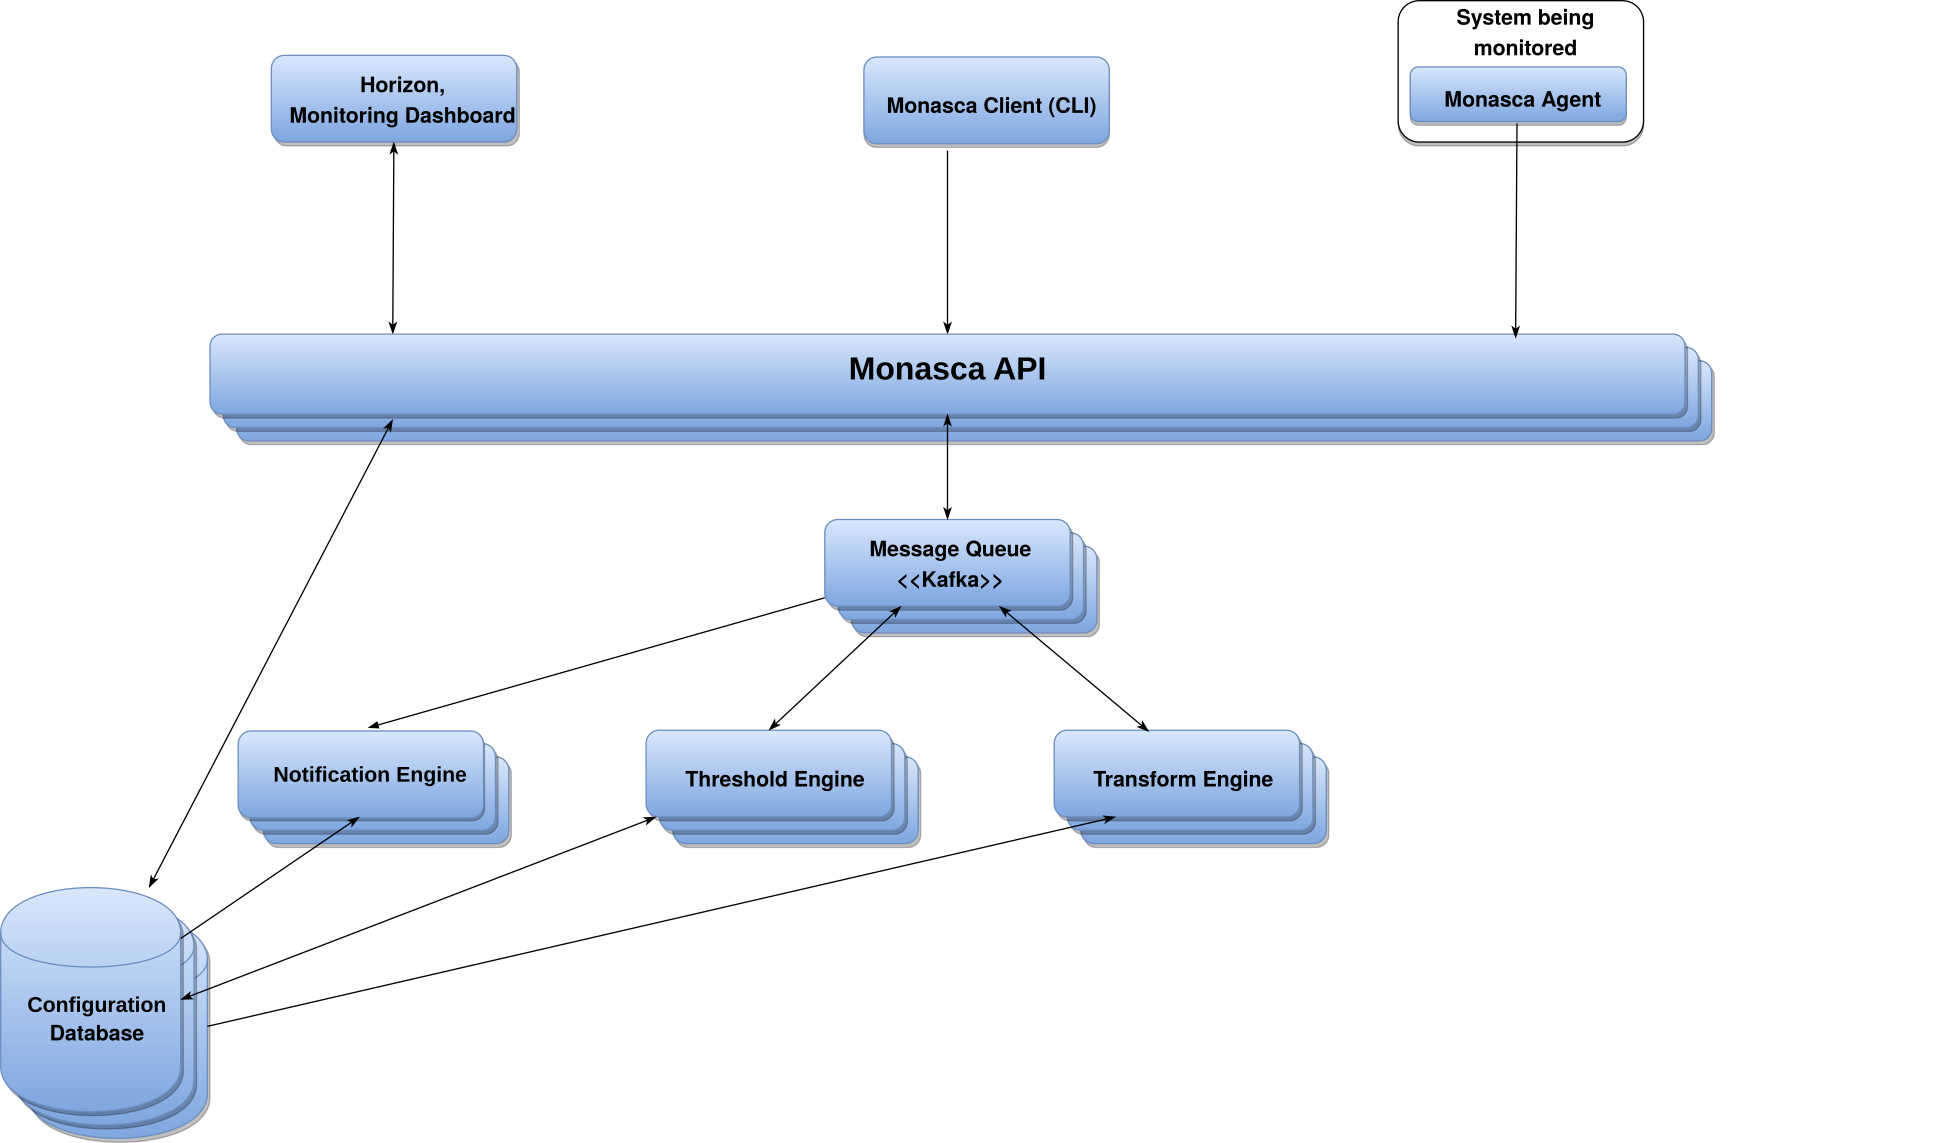 System being
monitored
Horizon,
Monitoring Dashboard
Monasca Client (CLI)
Monasca Agent
Monasca API
Message Queue
<<Kafka>>
Notification Engine
Threshold Engine
Transform Engine
Configuration
Database